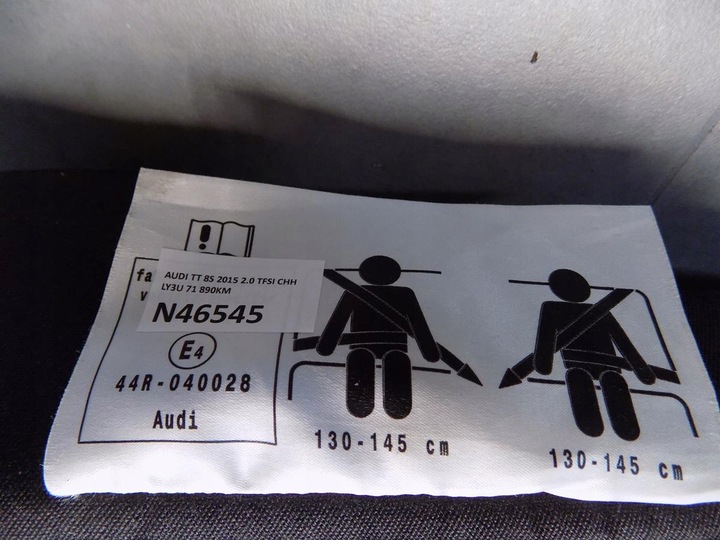 AUDI TT 8S 2015 2.0 TFSI CHH
LY3U 71 890KM
N46545
E4
44R-040028
Audi
130-145 cm
130-145 cm